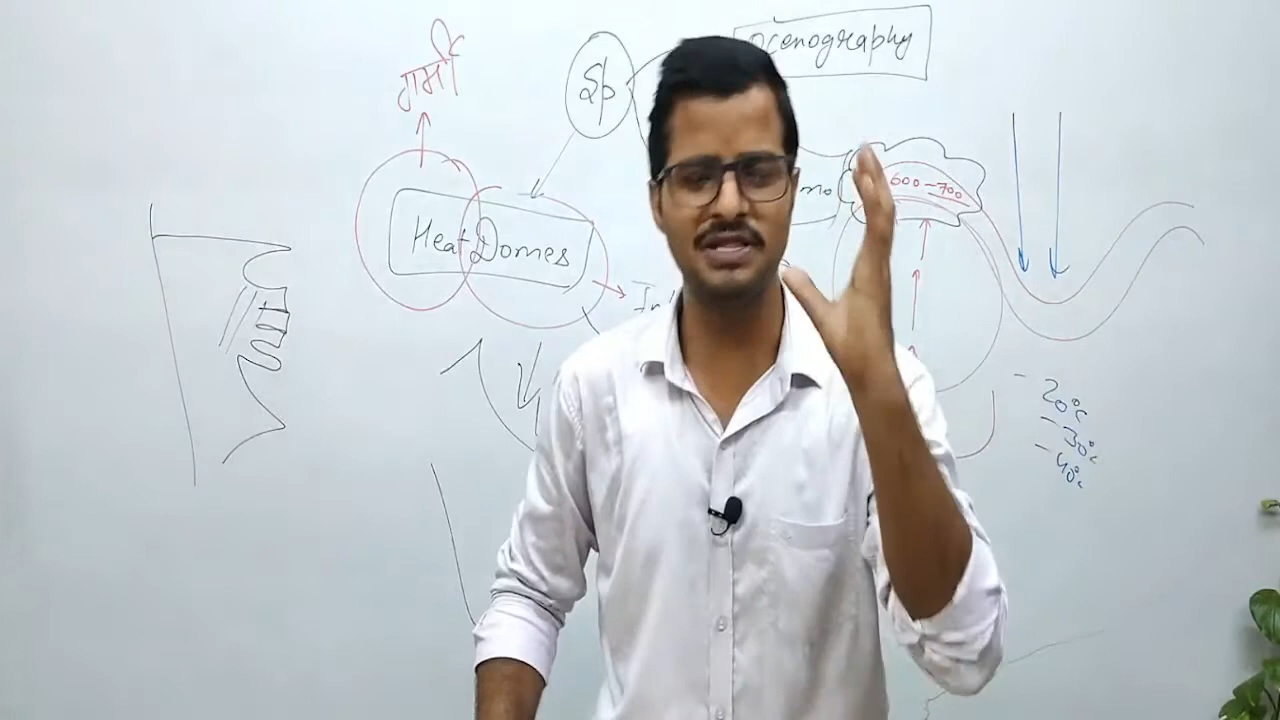 गर्मी
ocenography
600-700
Heat Domes
-20°c
-30°c
-40°c